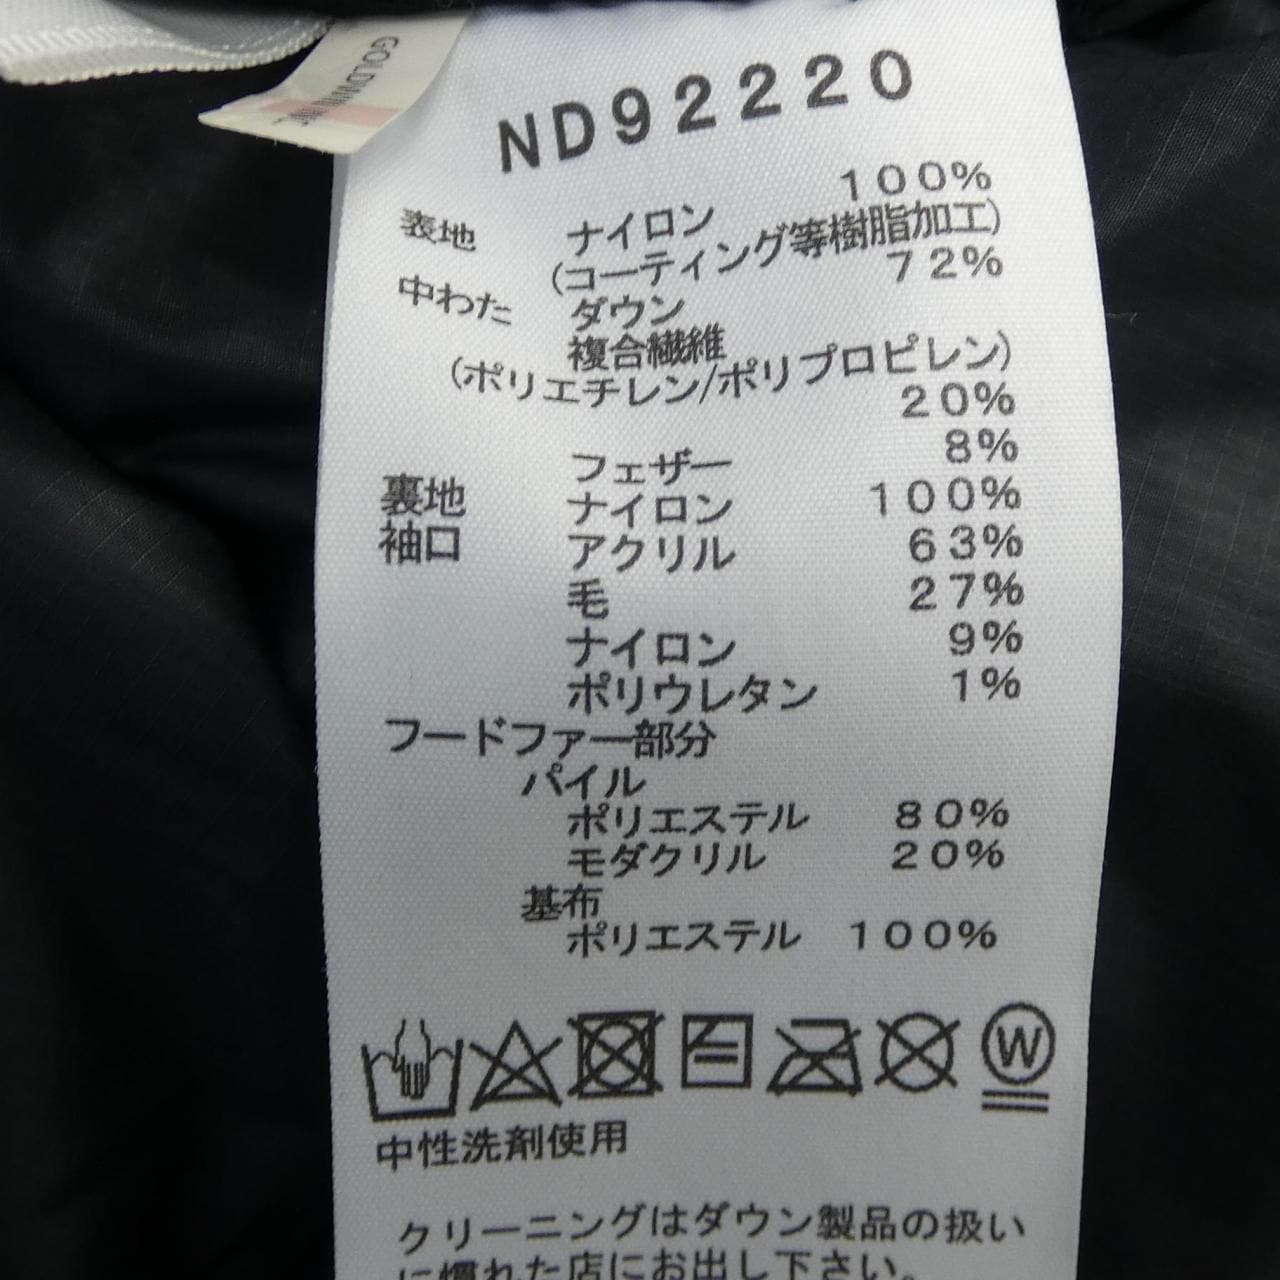 GOLDWIN INC.
ND92220
表地 ナイロン 100%
(コーティング等樹脂加工)
中わた ダウン 72%
複合繊維
(ポリエチレン/ポリプロピレン)
20%
フェザー 8%
裏地 ナイロン 100%
袖口 アクリル 63%
毛 27%
ナイロン 9%
ポリウレタン 1%
フードファー部分
パイル
ポリエステル 80%
モダクリル 20%
基布
ポリエステル 100%
W
中性洗剤使用
クリーニングはダウン製品の扱い
に慣れた店にお出し下さい。